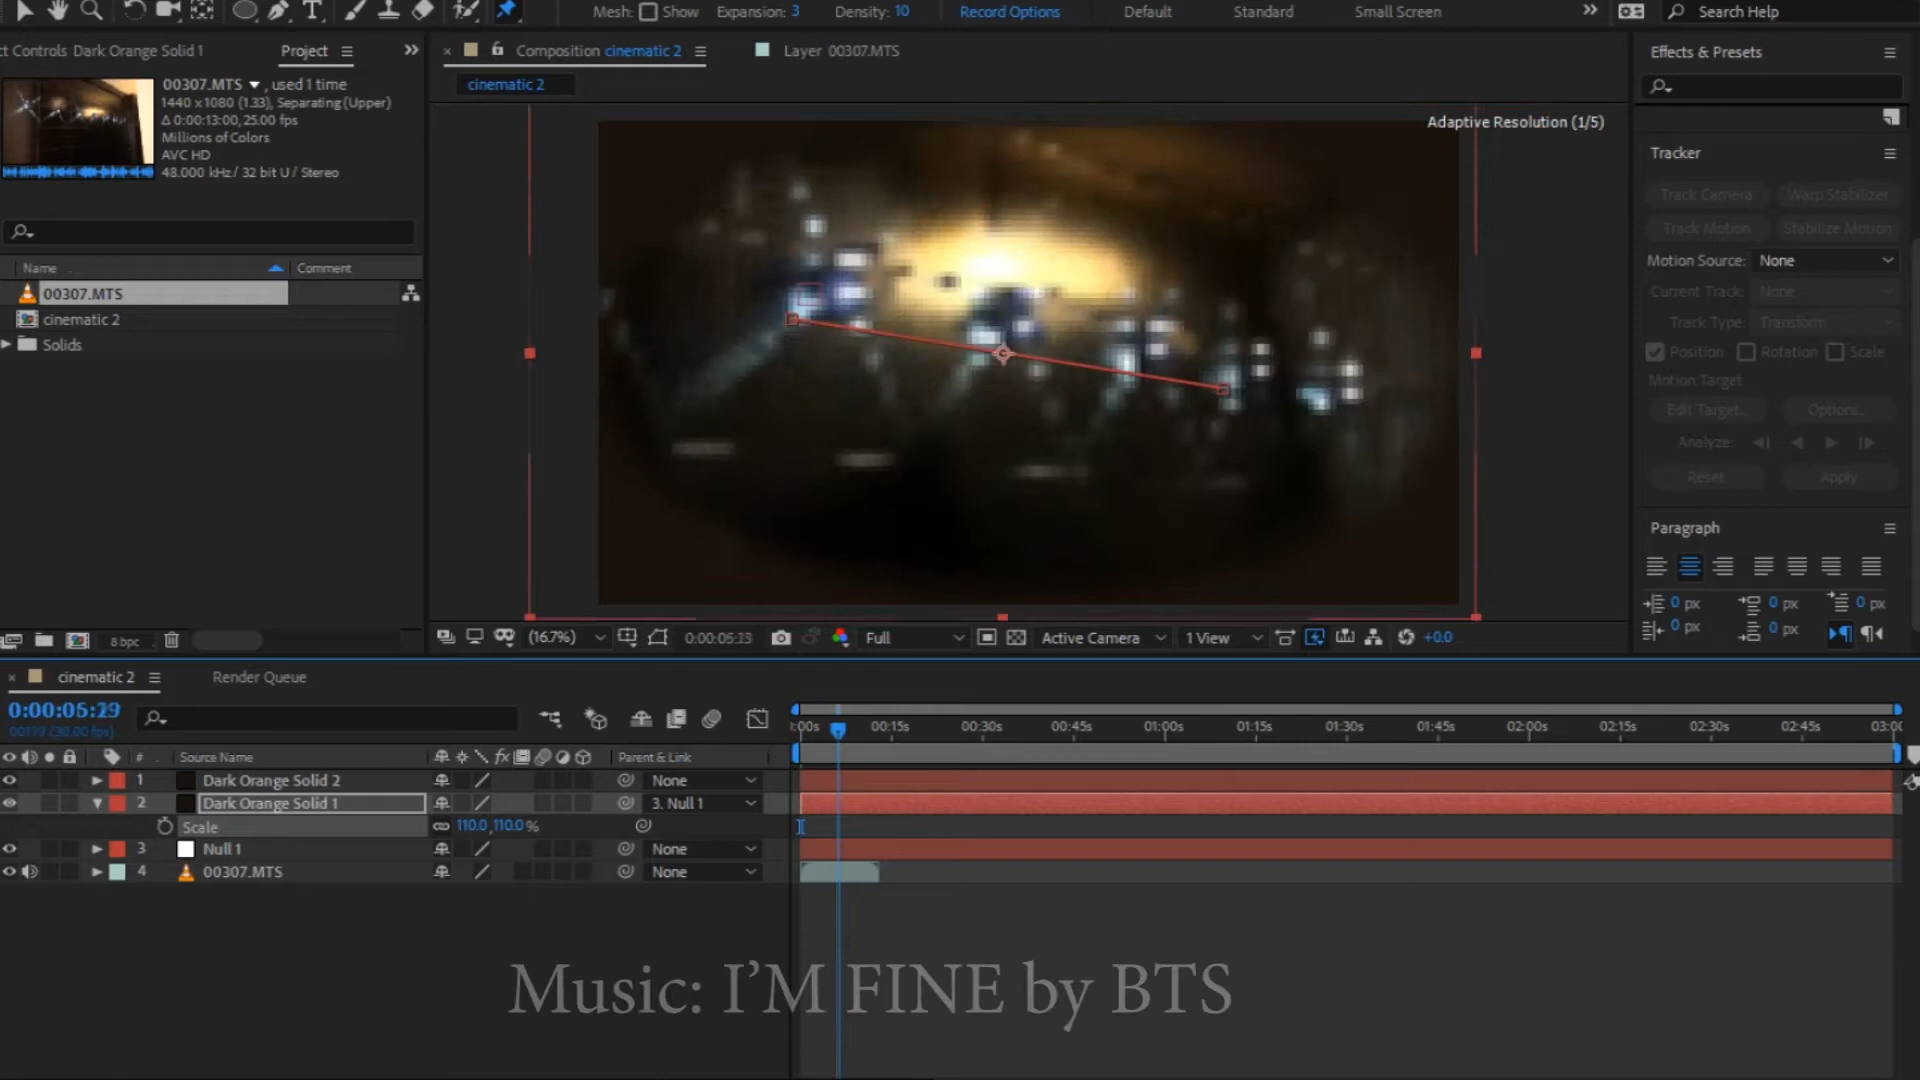 Mesh: Show Expansion: 3 Density: 10 Record Options Default Standard Small Screen Search Help
ct Controls Dark Orange Solid 1 Project
00307.MTS , used 1 time
1440 x 1080 (1.33), Separating (Upper)
Δ 0:00:13:00, 25.00 fps
Millions of Colors
AVC HD
48.000 kHz / 32 bit U / Stereo
Name Comment
00307.MTS
cinematic 2
Solids
8 bpc
Composition cinematic 2 Layer 00307.MTS
cinematic 2
Adaptive Resolution (1/5)
(16.7%) 0:00:05:23 Full Active Camera 1 View +0.0
Effects & Presets
Tracker
Track Camera Warp Stabilizer
Track Motion Stabilize Motion
Motion Source: None
Current Track: None
Track Type: Transform
Position Rotation Scale
Motion Target
Edit Target... Options...
Analyze:
Reset Apply
Paragraph
0 px 0 px 0 px
0 px 0 px
cinematic 2 Render Queue
(30.00 fps)
:00s 00:15s 00:30s 00:45s 01:00s 01:15s 01:30s 01:45s 02:00s 02:15s 02:30s 02:45s 03:00
# Source Name Parent & Link
1 Dark Orange Solid 2 None
2 Dark Orange Solid 1 3. Null 1
Scale 110.0, 110.0 %
3 Null 1 None
4 00307.MTS None
Music: I’M FINE by BTS